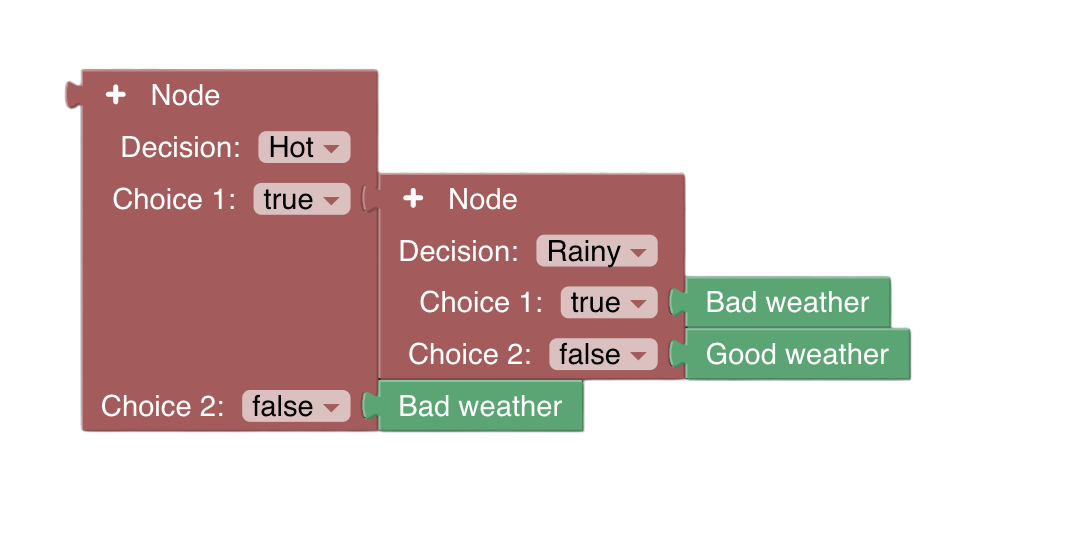 Node
Decision: Hot
Choice 1: true
Node
Decision: Rainy
Choice 1: true Bad weather
Choice 2: false Good weather
Choice 2: false Bad weather